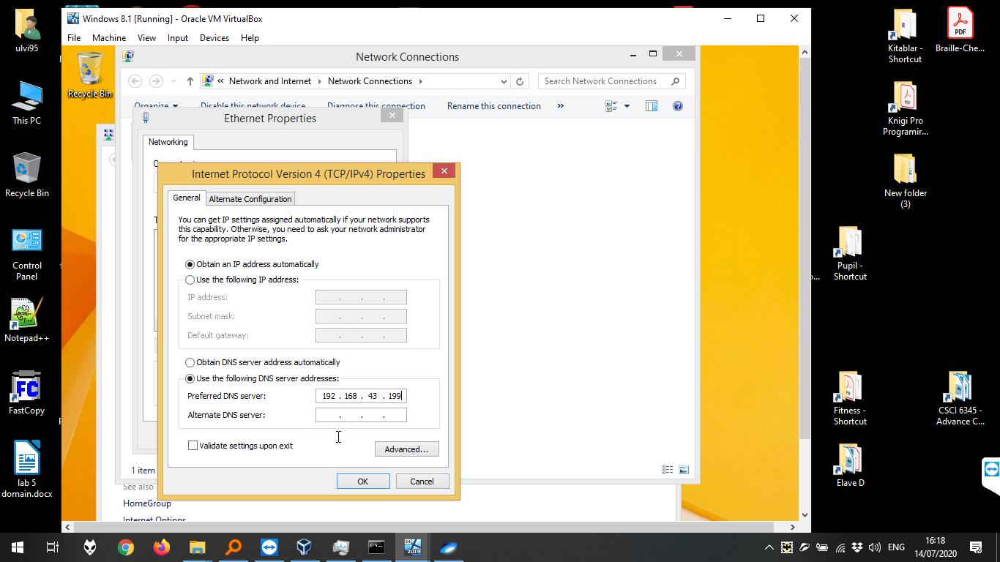 Windows 8.1 [Running] - Oracle VM VirtualBox
File Machine View Input Devices Help
Network Connections
« Network and Internet Network Connections
Search Network Connections
Organize Disable this network device Diagnose this connection Rename this connection »
Ethernet Properties
Networking
Internet Protocol Version 4 (TCP/IPv4) Properties
General Alternate Configuration
You can get IP settings assigned automatically if your network supports
this capability. Otherwise, you need to ask your network administrator
for the appropriate IP settings.
Obtain an IP address automatically
Use the following IP address:
IP address: . . .
Subnet mask: . . .
Default gateway: . . .
Obtain DNS server address automatically
Use the following DNS server addresses:
Preferred DNS server: 192 . 168 . 43 . 199
Alternate DNS server: . . .
Validate settings upon exit
Advanced...
OK Cancel
1 item
See also
HomeGroup
Internet Options
Recycle Bin
ulvi95
This PC
Recycle Bin
Control
Panel
Notepad++
FastCopy
lab 5
domain.docx
Kitablar -
Shortcut
PDF
Braille-Che...
Knigi Pro
Programir...
New folder
(3)
Pupil -
Shortcut
Fitness -
Shortcut
CSCI 6345 -
Advance C...
Elave D
FC
64
2019
ENG
16:18
14/07/2020